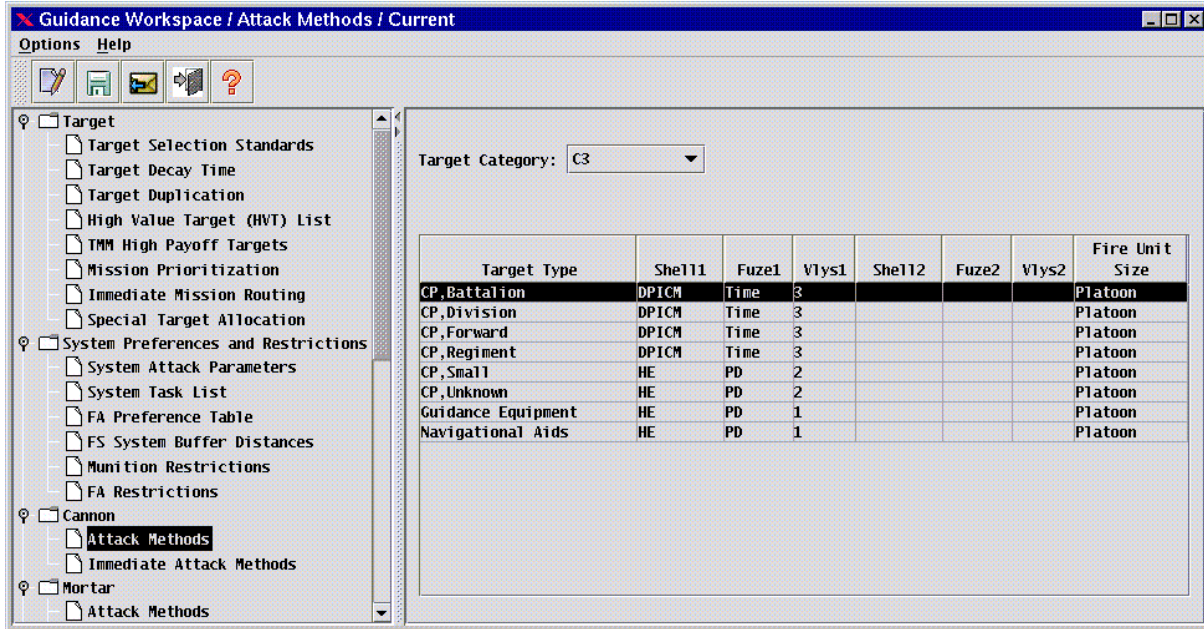 Guidance Workspace / Attack Methods / Current
Options Help
Target
Target Selection Standards
Target Decay Time
Target Duplication
High Value Target (HVT) List
TMM High Payoff Targets
Mission Prioritization
Immediate Mission Routing
Special Target Allocation
System Preferences and Restrictions
System Attack Parameters
System Task List
FA Preference Table
FS System Buffer Distances
Munition Restrictions
FA Restrictions
Cannon
Attack Methods
Immediate Attack Methods
Mortar
Attack Methods
Target Category: C3
Target Type Shell1 Fuze1 Vlys1 Shell2 Fuze2 Vlys2 Fire Unit Size
CP,Battalion DPICM Time 3 Platoon
CP,Division DPICM Time 3 Platoon
CP,Forward DPICM Time 3 Platoon
CP,Regiment DPICM Time 3 Platoon
CP,Small HE PD 2 Platoon
CP,Unknown HE PD 2 Platoon
Guidance Equipment HE PD 1 Platoon
Navigational Aids HE PD 1 Platoon